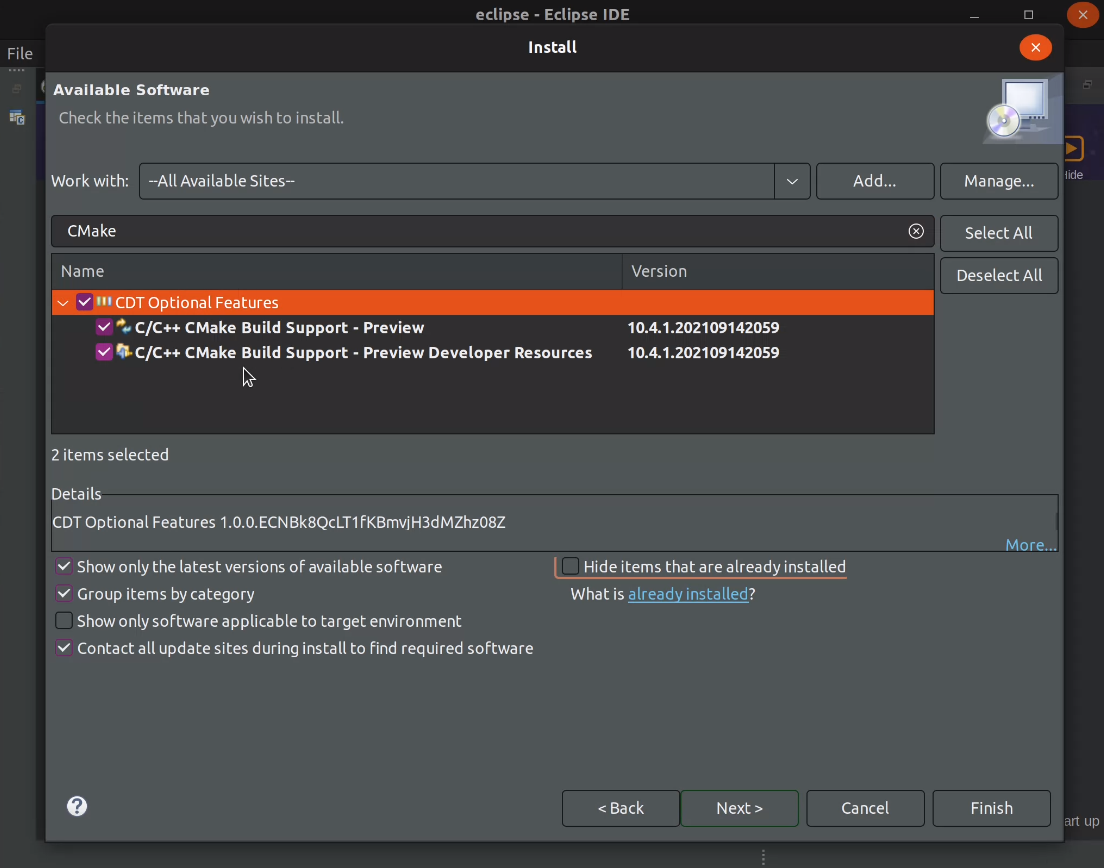 eclipse - Eclipse IDE
Install
File
Available Software
Check the items that you wish to install.
Work with: --All Available Sites-- Add... Manage...
CMake Select All
Name Version Deselect All
CDT Optional Features
C/C++ CMake Build Support - Preview 10.4.1.202109142059
C/C++ CMake Build Support - Preview Developer Resources 10.4.1.202109142059
2 items selected
Details
CDT Optional Features 1.0.0.ECNBk8QcLT1fKBmvjH3dMZhz08Z
More...
Show only the latest versions of available software Hide items that are already installed
Group items by category What is already installed?
Show only software applicable to target environment
Contact all update sites during install to find required software
? < Back Next > Cancel Finish
art up